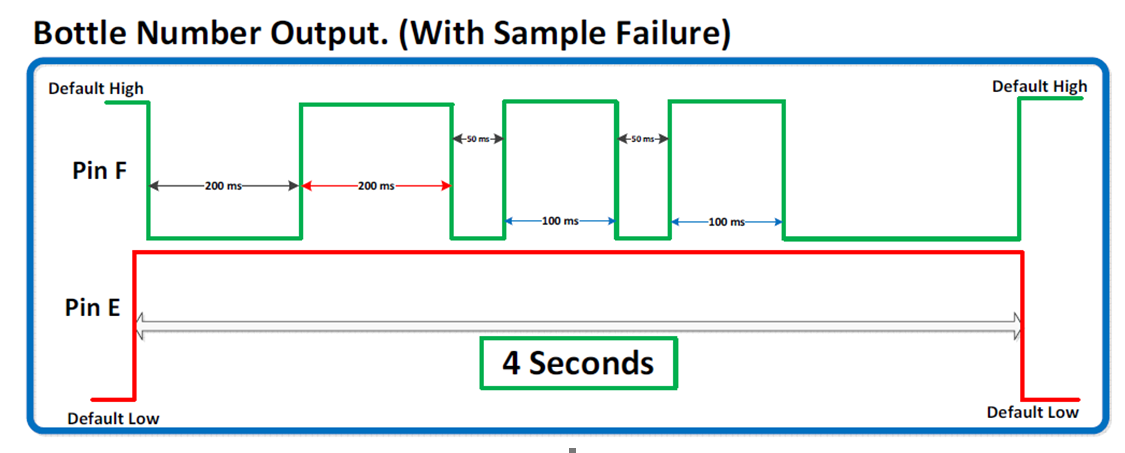 Bottle Number Output. (With Sample Failure)
Default High
Default High
Pin F
50 ms
50 ms
200 ms
200 ms
100 ms
100 ms
Pin E
4 Seconds
Default Low
Default Low